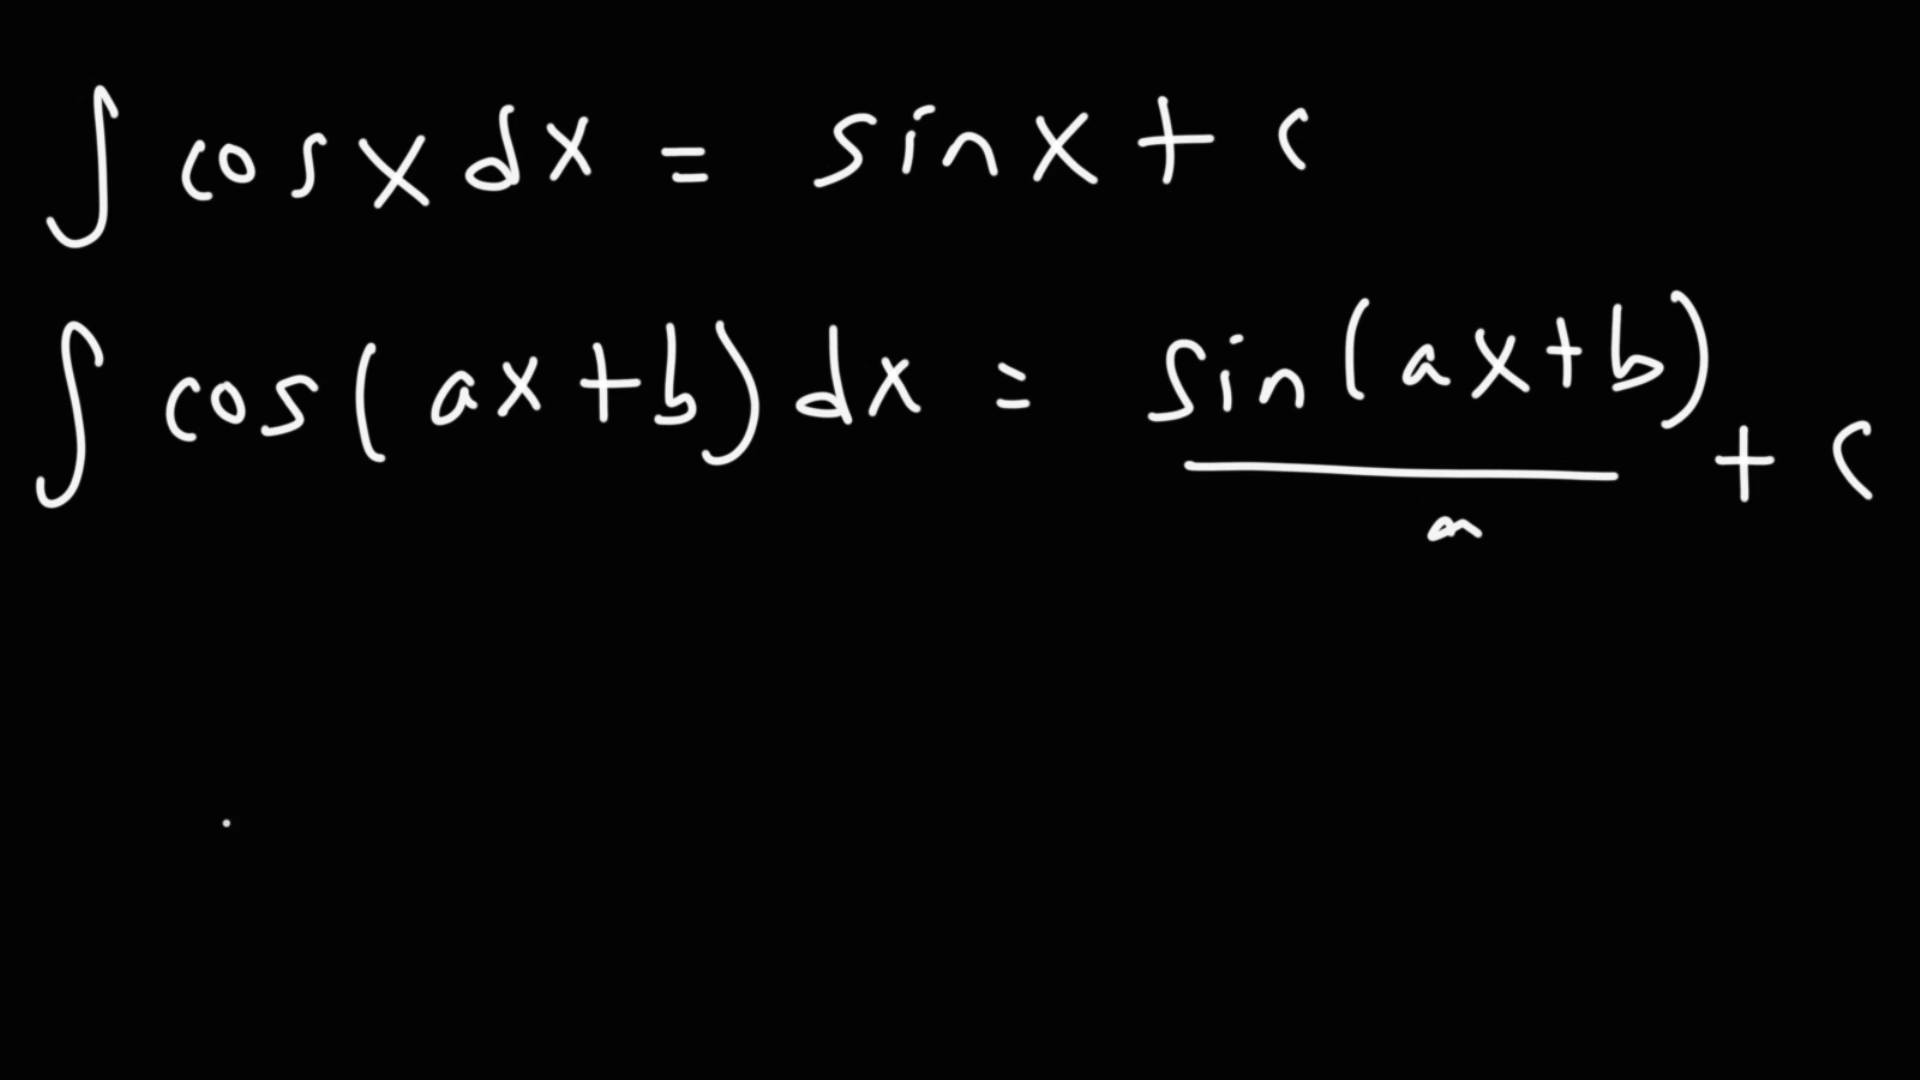 ∫ cos x dx = sin x + c
∫ cos(ax+b) dx = sin(ax+b)/a + c